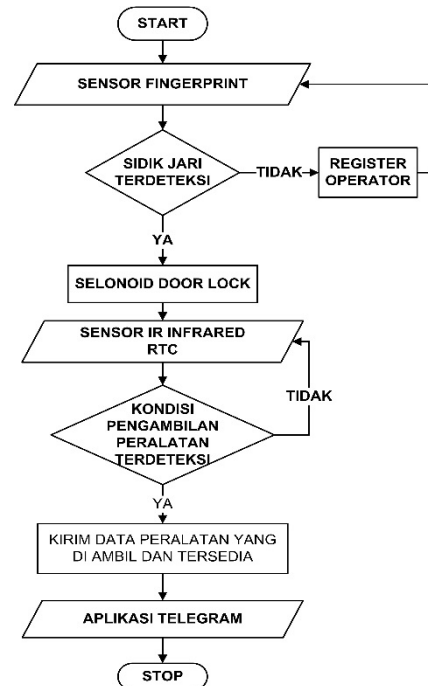 START
SENSOR FINGERPRINT
SIDIK JARI
TERDETEKSI
TIDAK
REGISTER
OPERATOR
YA
SELONOID DOOR LOCK
SENSOR IR INFRARED
RTC
TIDAK
KONDISI
PENGAMBILAN
PERALATAN
TERDETEKSI
YA
KIRIM DATA PERALATAN YANG
DI AMBIL DAN TERSEDIA
APLIKASI TELEGRAM
STOP